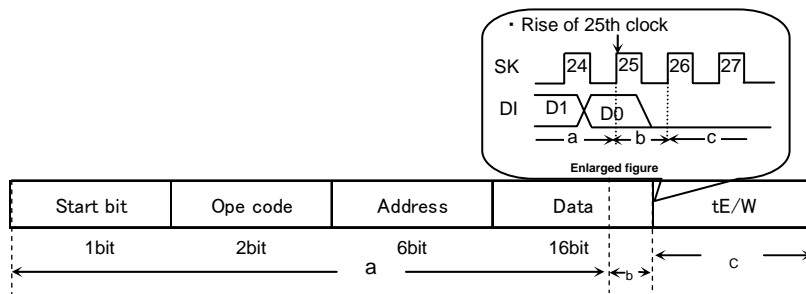 ・Rise of 25th clock
SK 24 25 26 27
DI D1 D0
a b c
Enlarged figure
Start bit Ope code Address Data tE/W
1bit 2bit 6bit 16bit
a b C